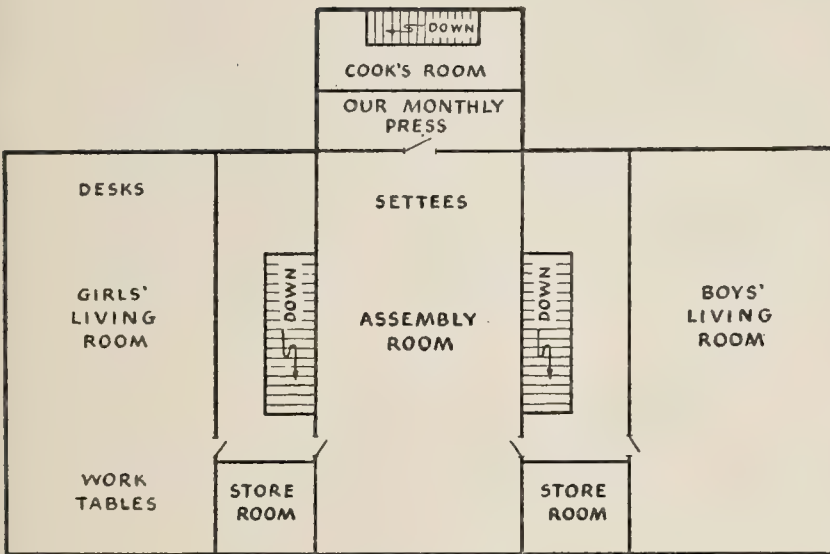 DOWN
COOK'S ROOM
OUR MONTHLY
PRESS
DESKS
SETTEES
GIRLS'
LIVING
ROOM
DOWN
ASSEMBLY
ROOM
DOWN
BOYS'
LIVING
ROOM
WORK
TABLES
STORE
ROOM
STORE
ROOM